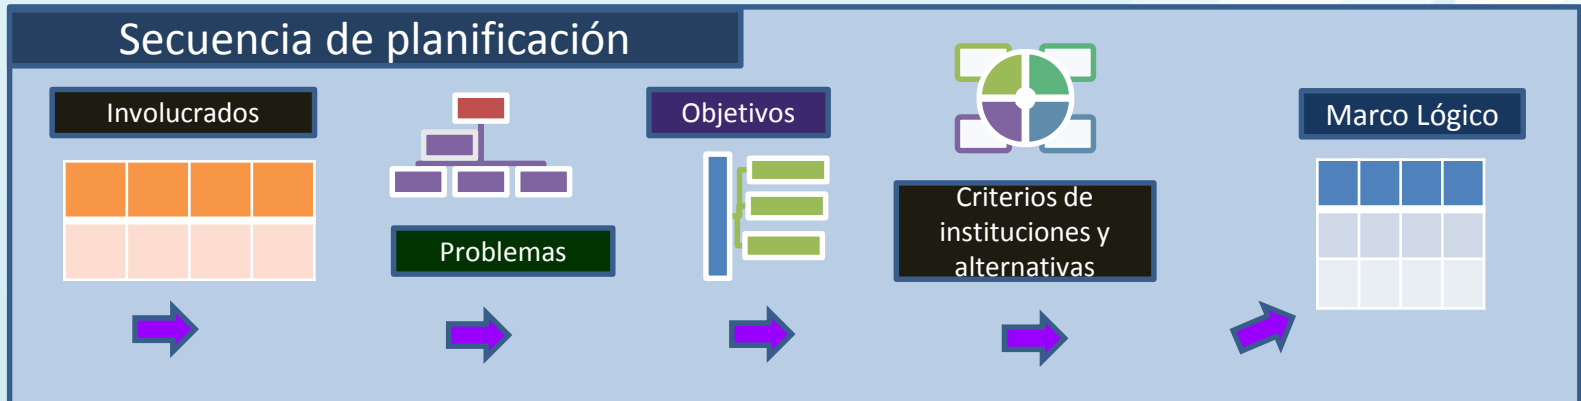 Secuencia de planificación
Involucrados
Problemas
Objetivos
Criterios de
instituciones y
alternativas
Marco Lógico